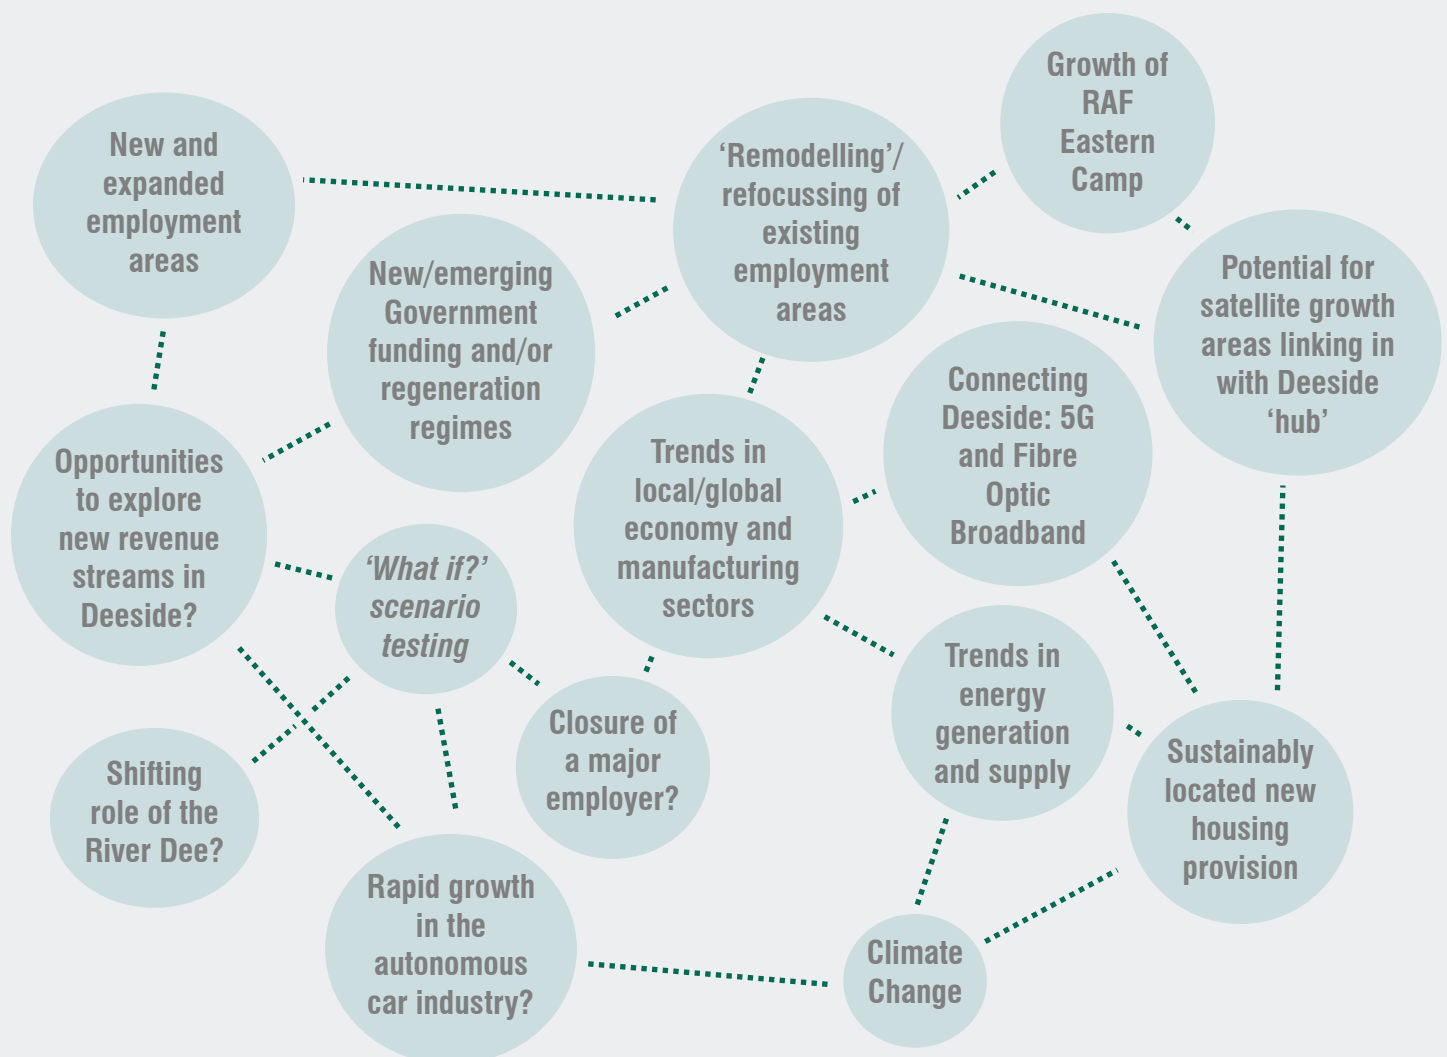 Growth of
RAF
Eastern
Camp
New and
expanded
employment
areas
‘Remodelling’/
refocussing of
existing
employment
areas
New/emerging
Government
funding and/or
regeneration
regimes
Potential for
satellite growth
areas linking in
with Deeside
‘hub’
Connecting
Deeside: 5G
and Fibre
Optic
Broadband
Opportunities
to explore
new revenue
streams in
Deeside?
Trends in
local/global
economy and
manufacturing
sectors
‘What if?’
scenario
testing
Trends in
energy
generation
and supply
Closure of
a major
employer?
Sustainably
located new
housing
provision
Shifting
role of the
River Dee?
Rapid growth
in the
autonomous
car industry?
Climate
Change